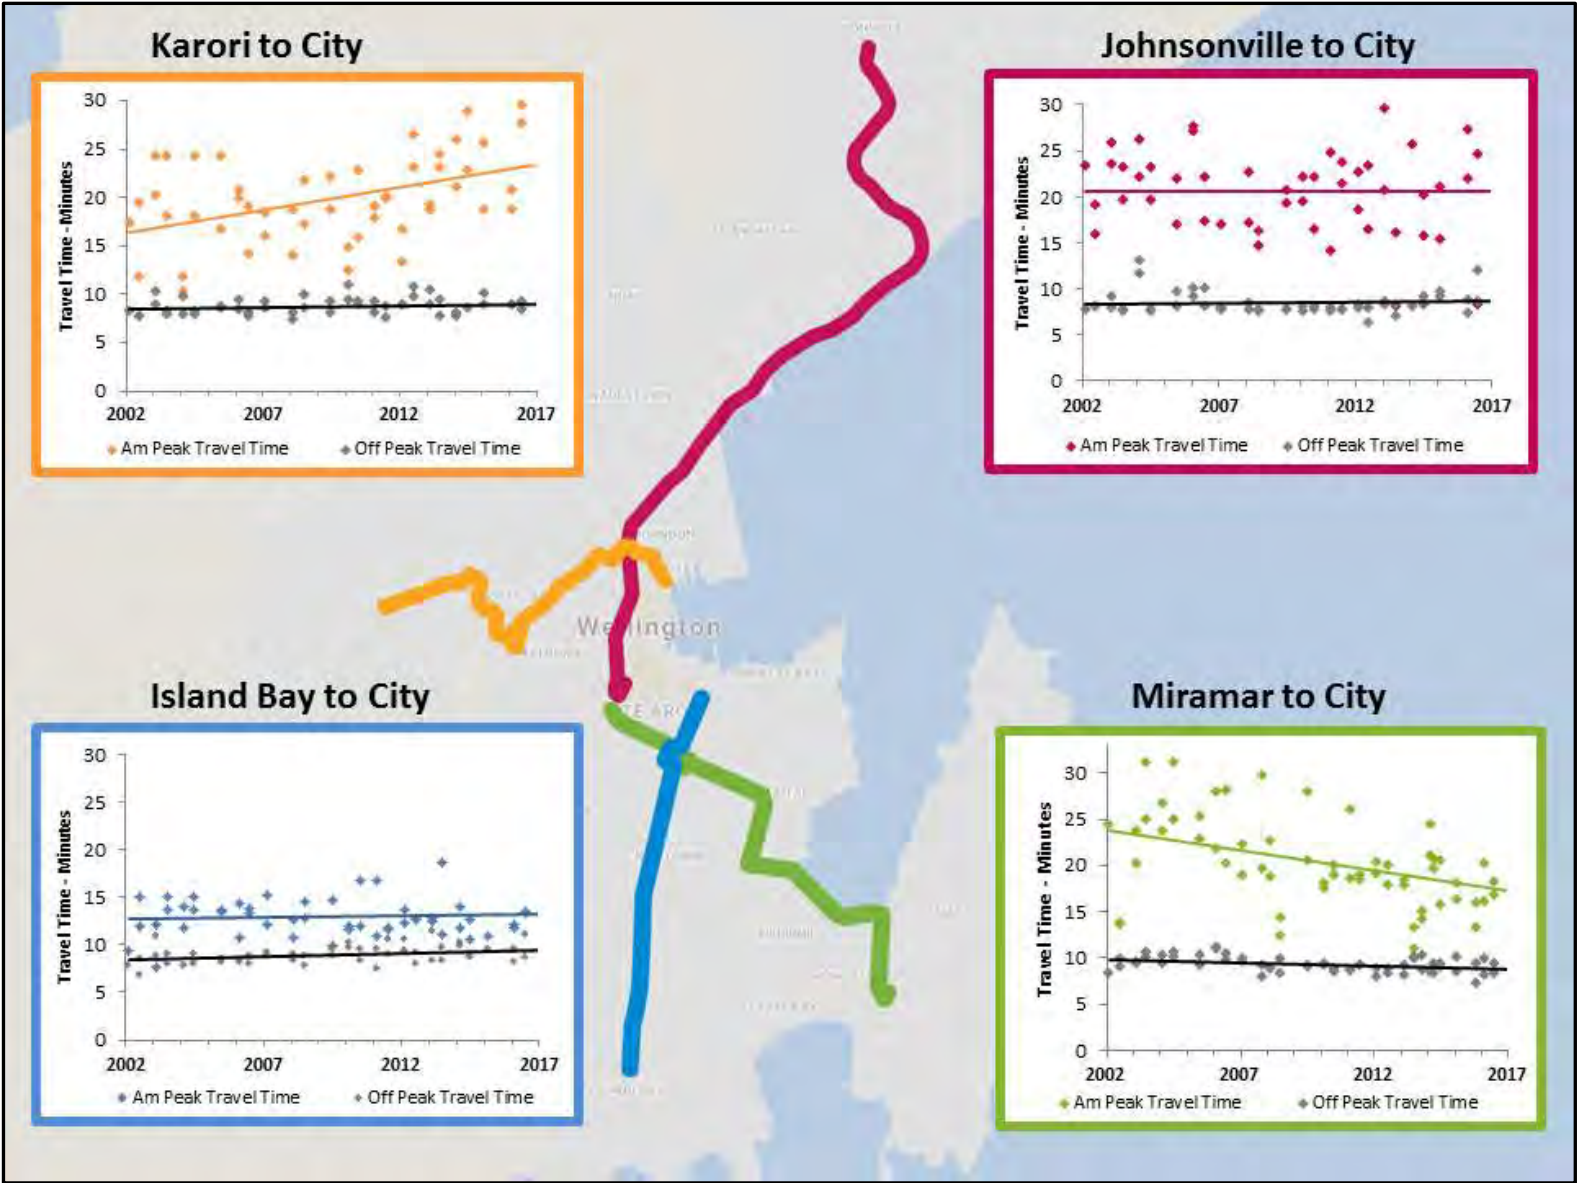 Karori to City
Travel Time - Minutes
30
25
20
15
10
5
0
2002
2007
2012
2017
Am Peak Travel Time
Off Peak Travel Time
Johnsonville to City
Travel Time - Minutes
30
25
20
15
10
5
0
2002
2007
2012
2017
Am Peak Travel Time
Off Peak Travel Time
Wellington
Island Bay to City
Travel Time - Minutes
30
25
20
15
10
5
0
2002
2007
2012
2017
Am Peak Travel Time
Off Peak Travel Time
Miramar to City
Travel Time - Minutes
30
25
20
15
10
5
0
2002
2007
2012
2017
Am Peak Travel Time
Off Peak Travel Time